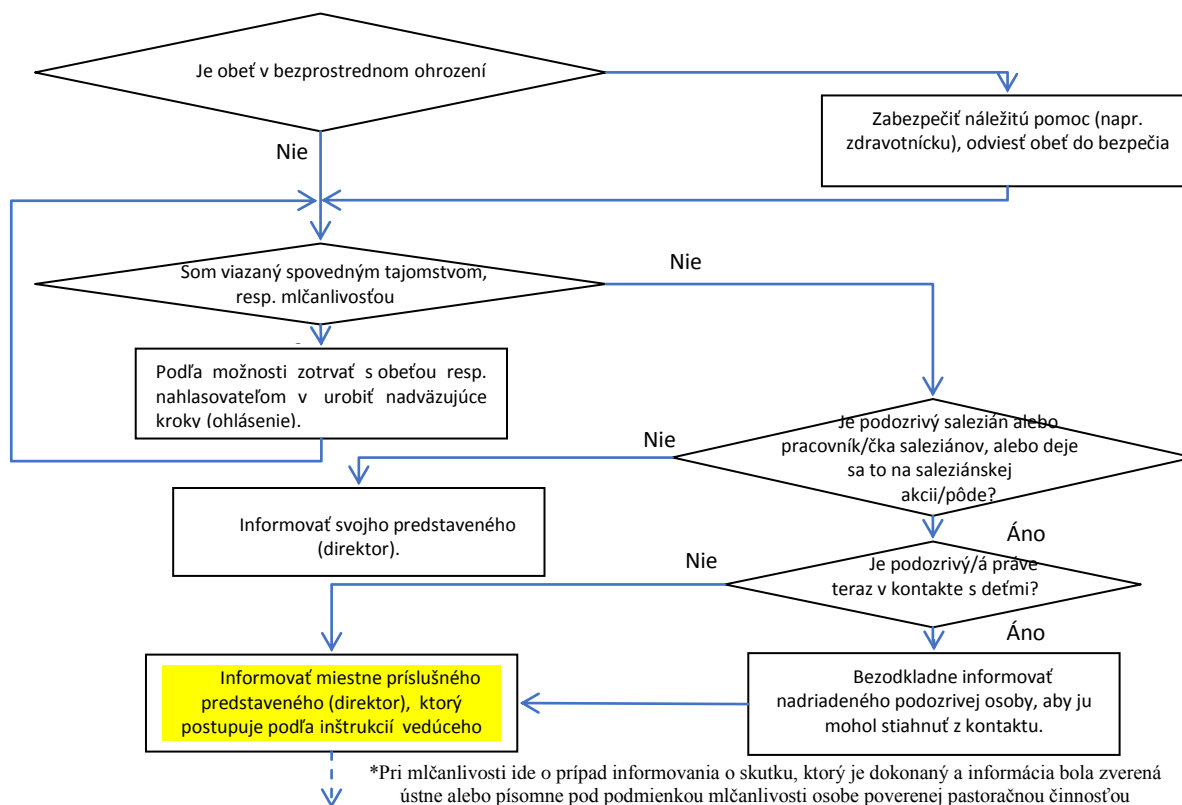 Je obeť v bezprostrednom ohrození
Zabezpečiť náležitú pomoc (napr.
zdravotnícku), odviesť obeť do bezpečia
Nie
Som viazaný spovedným tajomstvom,
resp. mlčanlivosťou
Nie
Podľa možnosti zotrvať s obeťou resp.
nahlasovateľom v urobiť nadväzujúce
kroky (ohlásenie).
Je podozrivý salezián alebo
pracovník/čka saleziánov, alebo deje
sa to na saleziánskej
akcii/pôde?
Nie
Informovať svojho predstaveného
(direktor).
Áno
Je podozrivý/á práve
teraz v kontakte s deťmi?
Nie
Áno
Informovať miestne príslušného
predstaveného (direktor), ktorý
postupuje podľa inštrukcií vedúceho
Bezodkladne informovať
nadriadeného podozrivej osoby, aby ju
mohol stiahnuť z kontaktu.
*Pri mlčanlivosti ide o prípad informovania o skutku, ktorý je dokonaný a informácia bola zverená
ústne alebo písomne pod podmienkou mlčanlivosti osobe poverenej pastoračnou činnosťou